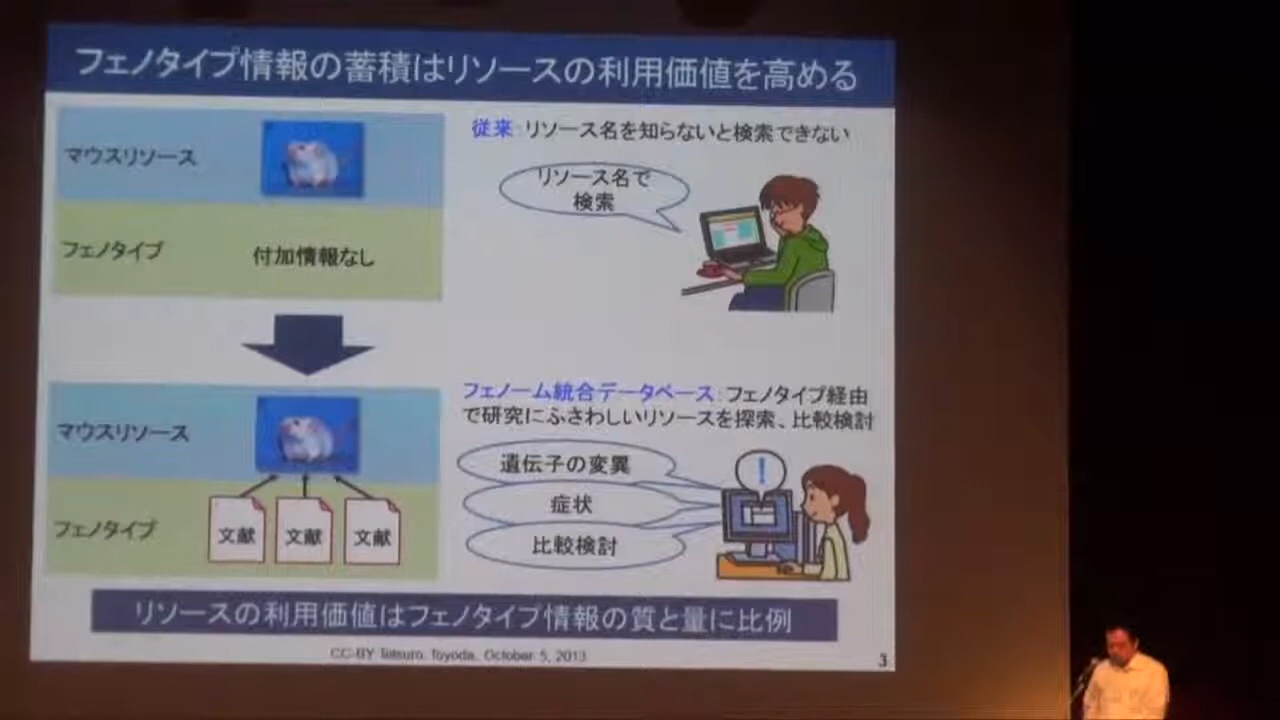 フェノタイプ情報の蓄積はリソースの利用価値を高める
マウスリソース
フェノタイプ
付加情報なし
従来:リソース名を知らないと検索できない
リソース名で
検索
マウスリソース
フェノタイプ
文献
文献
文献
フェノーム統合データベース:フェノタイプ経由
で研究にふさわしいリソースを探索、比較検討
遺伝子の変異
症状
比較検討
!
リソースの利用価値はフェノタイプ情報の質と量に比例
CC-BY Tetsuro Toyoda, October 5, 2013
3